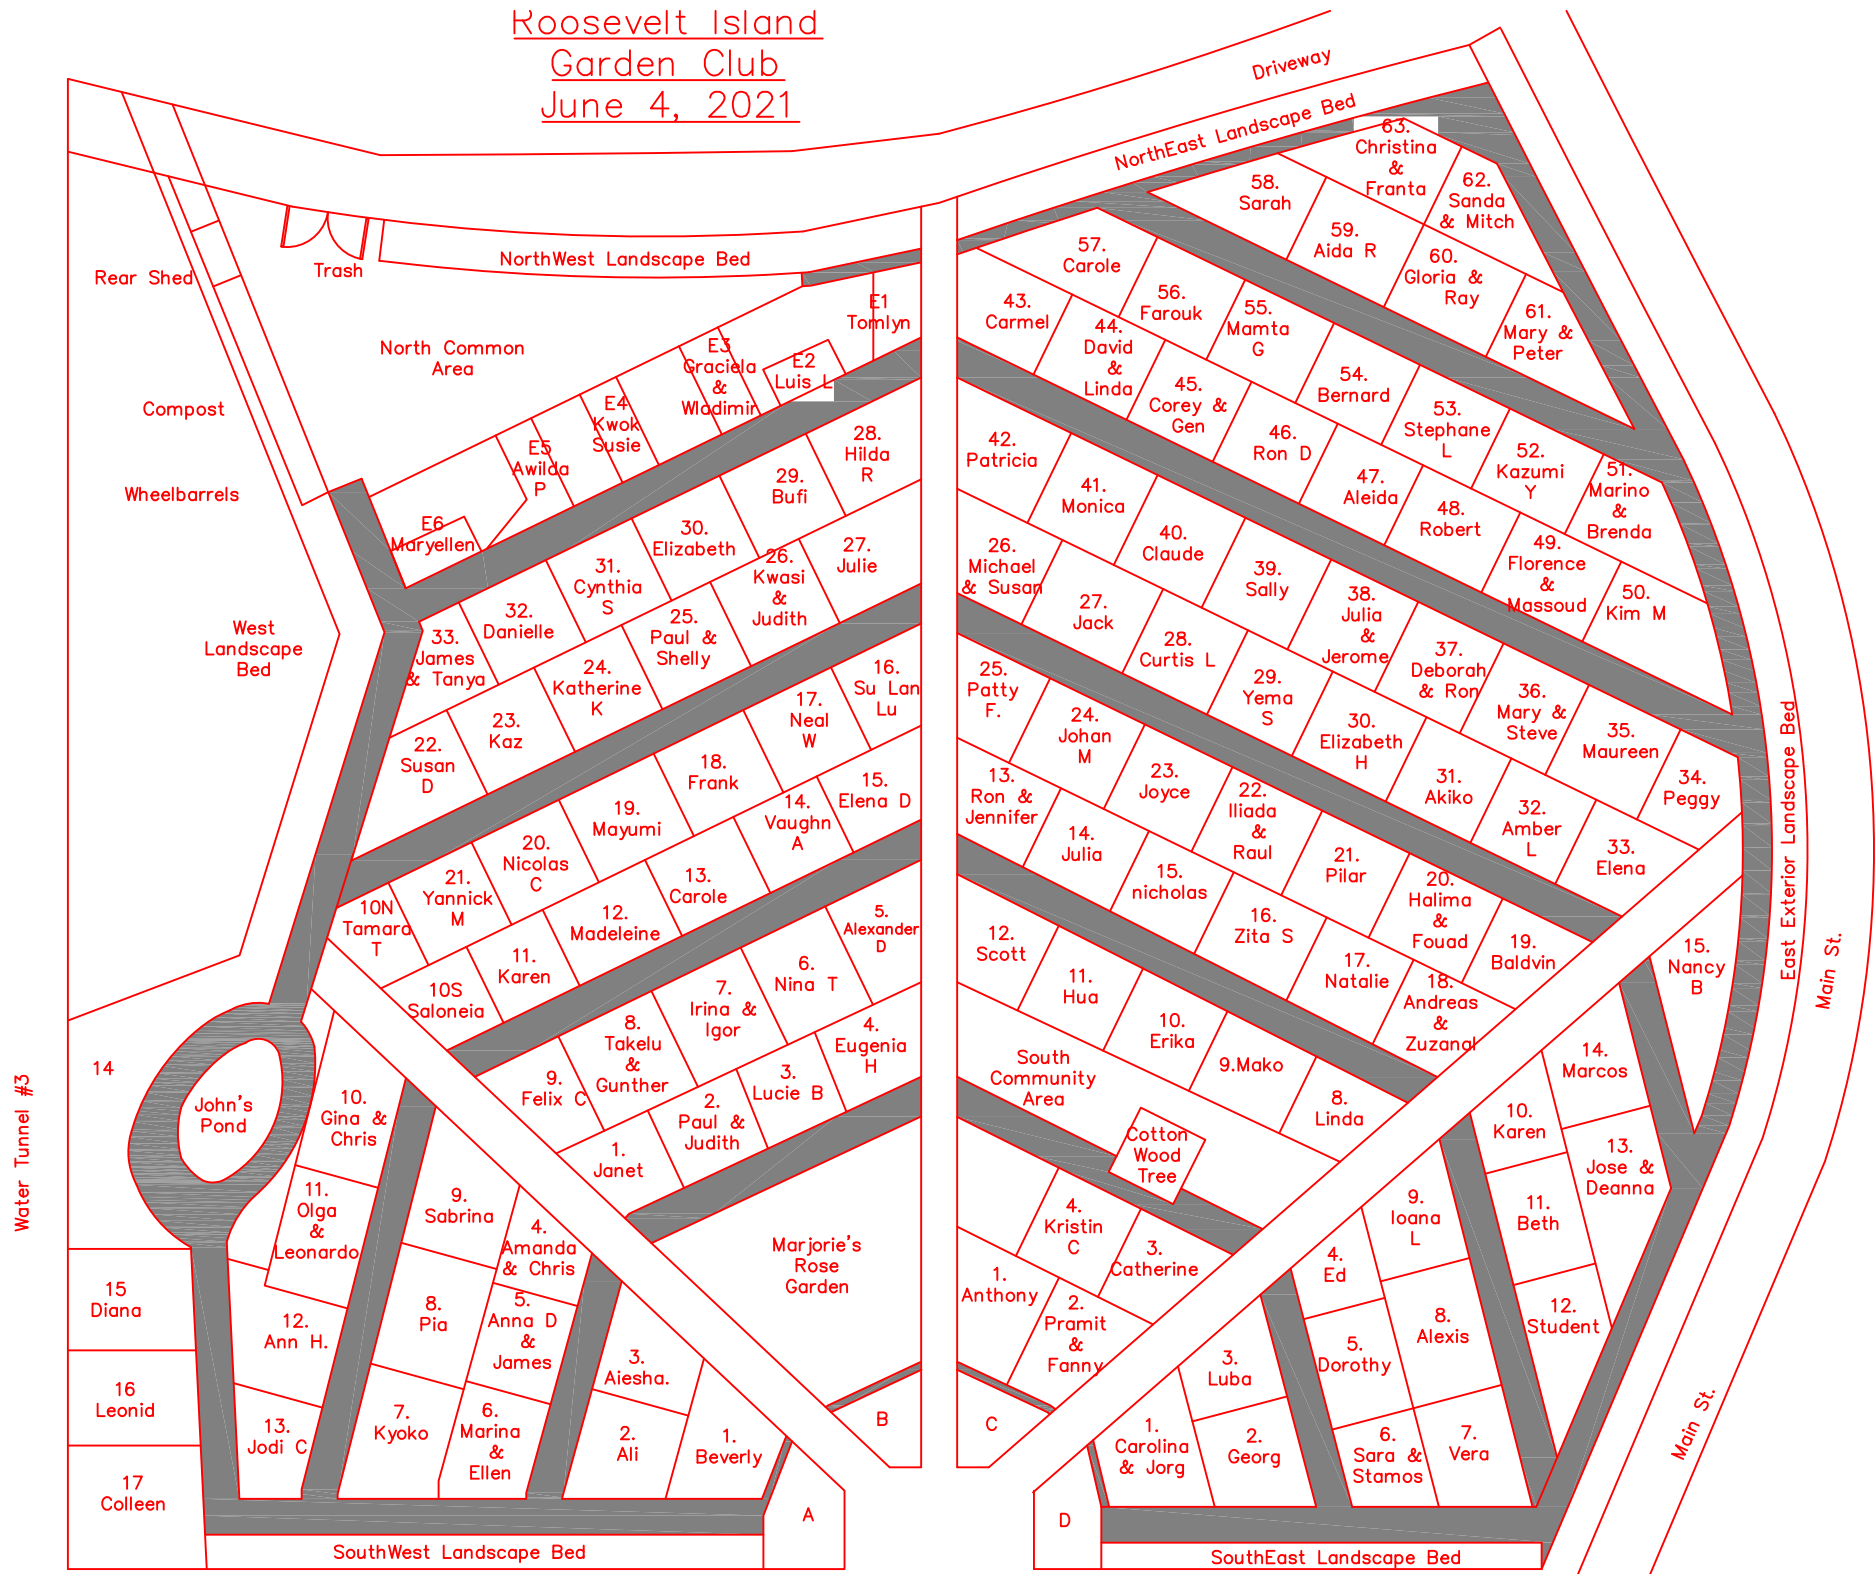 Roosevelt Island
Garden Club
June 4, 2021
Driveway
NorthEast Landscape Bed
63.
Christina
&
Franta
62.
Sanda
& Mitch
58.
Sarah
59.
Aida R
60.
Gloria &
Ray
61.
Mary &
Peter
NorthWest Landscape Bed
Trash
Rear Shed
North Common
Area
Compost
Wheelbarrels
West
Landscape
Bed
E1
Tomlyn
E2
Luis L
E3
Graciela
&
Wladimir
E4
Kwok
Susie
E5
Awilda
P
E6
Maryellen
57.
Carole
56.
Farouk
55.
Mamta
G
54.
Bernard
53.
Stephane
L
52.
Kazumi
Y
51.
Marino
&
Brenda
43.
Carmel
44.
David
&
Linda
45.
Corey &
Gen
46.
Ron D
47.
Aleida
48.
Robert
49.
Florence
&
Massoud
50.
Kim M
28.
Hilda
R
29.
Bufi
30.
Elizabeth
31.
Cynthia
S
32.
Danielle
33.
James
& Tanya
27.
Julie
26.
Kwasi
&
Judith
25.
Paul &
Shelly
24.
Katherine
K
23.
Kaz
22.
Susan
D
42.
Patricia
41.
Monica
40.
Claude
39.
Sally
38.
Julia
&
Jerome
37.
Deborah
& Ron
36.
Mary &
Steve
35.
Maureen
34.
Peggy
26.
Michael
& Susan
27.
Jack
28.
Curtis L
29.
Yema
S
30.
Elizabeth
H
31.
Akiko
32.
Amber
L
33.
Elena
16.
Su Lan
Lu
17.
Neal
W
18.
Frank
19.
Mayumi
20.
Nicolas
C
21.
Yannick
M
10N
Tamara
T
15.
Elena D
14.
Vaughn
A
13.
Carole
12.
Madeleine
11.
Karen
10S
Saloneia
25.
Patty
F.
24.
Johan
M
23.
Joyce
22.
Iliada
&
Raul
21.
Pilar
20.
Halima
&
Fouad
19.
Baldvin
13.
Ron &
Jennifer
14.
Julia
15.
nicholas
16.
Zita S
17.
Natalie
18.
Andreas
&
Zuzanal
5.
Alexander
D
6.
Nina T
7.
Irina &
Igor
8.
Takelu
&
Gunther
9.
Felix C
4.
Eugenia
H
3.
Lucie B
2.
Paul &
Judith
1.
Janet
12.
Scott
11.
Hua
10.
Erika
9.Mako
8.
Linda
South
Community
Area
Cotton
Wood
Tree
East Exterior Landscape Bed
Main St.
Main St.
15.
Nancy
B
14.
Marcos
13.
Jose &
Deanna
10.
Karen
11.
Beth
12.
Student
9.
Ioana
L
8.
Alexis
7.
Vera
4.
Ed
5.
Dorothy
6.
Sara &
Stamos
3.
Luba
2.
Georg
1.
Carolina
& Jorg
4.
Kristin
C
3.
Catherine
1.
Anthony
2.
Pramit
&
Fanny
Marjorie's
Rose
Garden
B
C
A
D
14
Water Tunnel #3
John's
Pond
15
Diana
16
Leonid
17
Colleen
10.
Gina &
Chris
11.
Olga
&
Leonardo
12.
Ann H.
13.
Jodi C
9.
Sabrina
8.
Pia
7.
Kyoko
4.
Amanda
& Chris
5.
Anna D
&
James
6.
Marina
&
Ellen
3.
Aiesha.
2.
Ali
1.
Beverly
SouthWest Landscape Bed
SouthEast Landscape Bed